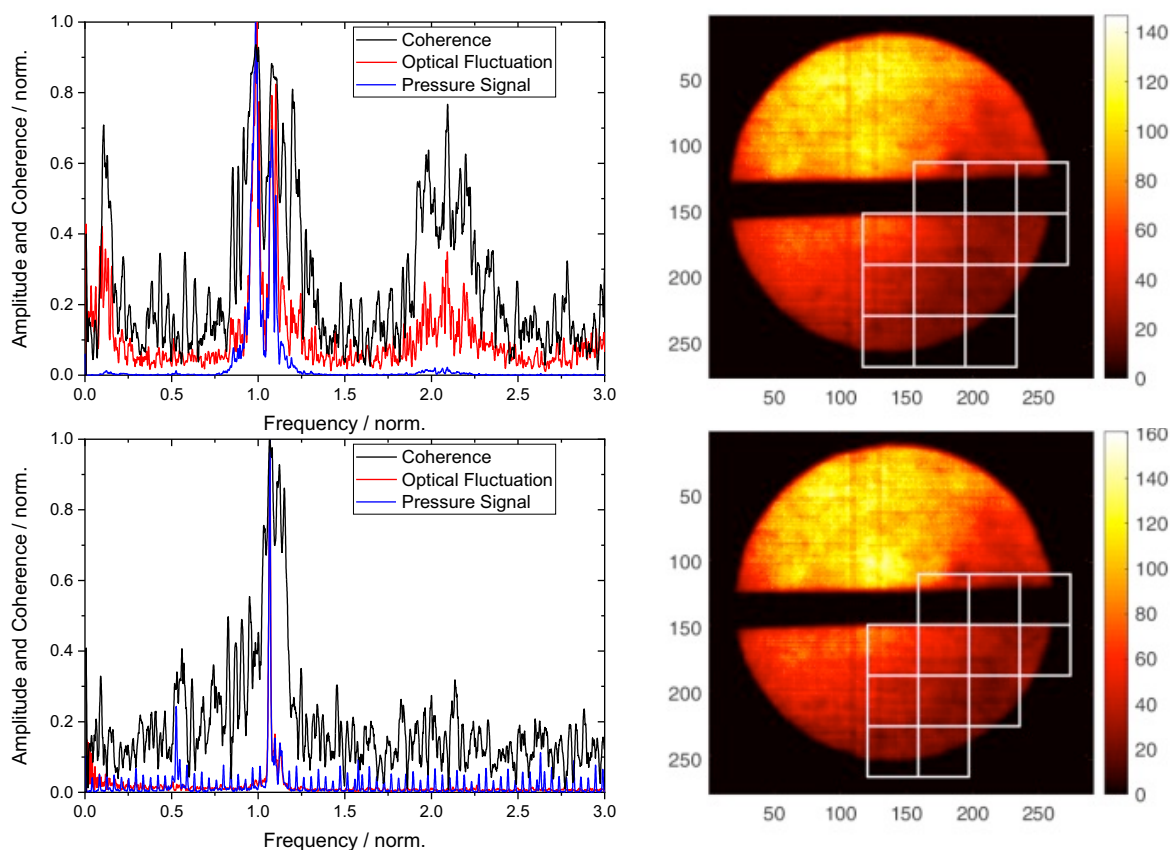 Amplitude and Coherence / norm.
1.0
0.8
0.6
0.4
0.2
0.0
Coherence
Optical Fluctuation
Pressure Signal
0.0 0.5 1.0 1.5 2.0 2.5 3.0
Frequency / norm.
50
100
150
200
250
50 100 150 200 250
140
120
100
80
60
40
20
0
Amplitude and Coherence / norm.
1.0
0.8
0.6
0.4
0.2
0.0
Coherence
Optical Fluctuation
Pressure Signal
0.0 0.5 1.0 1.5 2.0 2.5 3.0
Frequency / norm.
50
100
150
200
250
50 100 150 200 250
160
140
120
100
80
60
40
20
0